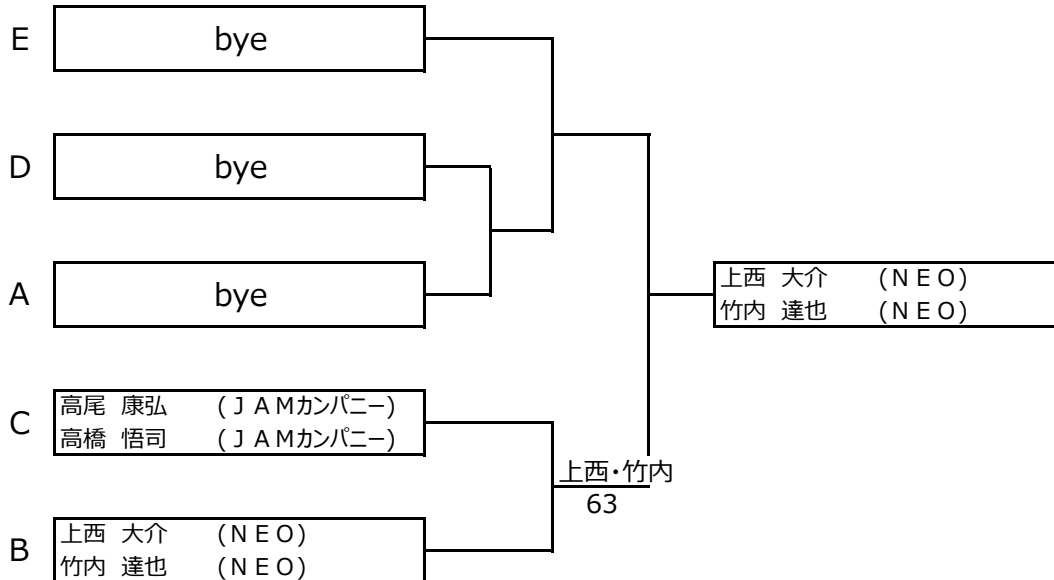 E
bye
D
bye
A
bye
上西 大介 (ＮＥＯ)
竹内 達也 (ＮＥＯ)
C
高尾 康弘 (ＪＡＭカンパニー)
高橋 悟司 (ＪＡＭカンパニー)
上西・竹内
63
B
上西 大介 (ＮＥＯ)
竹内 達也 (ＮＥＯ)